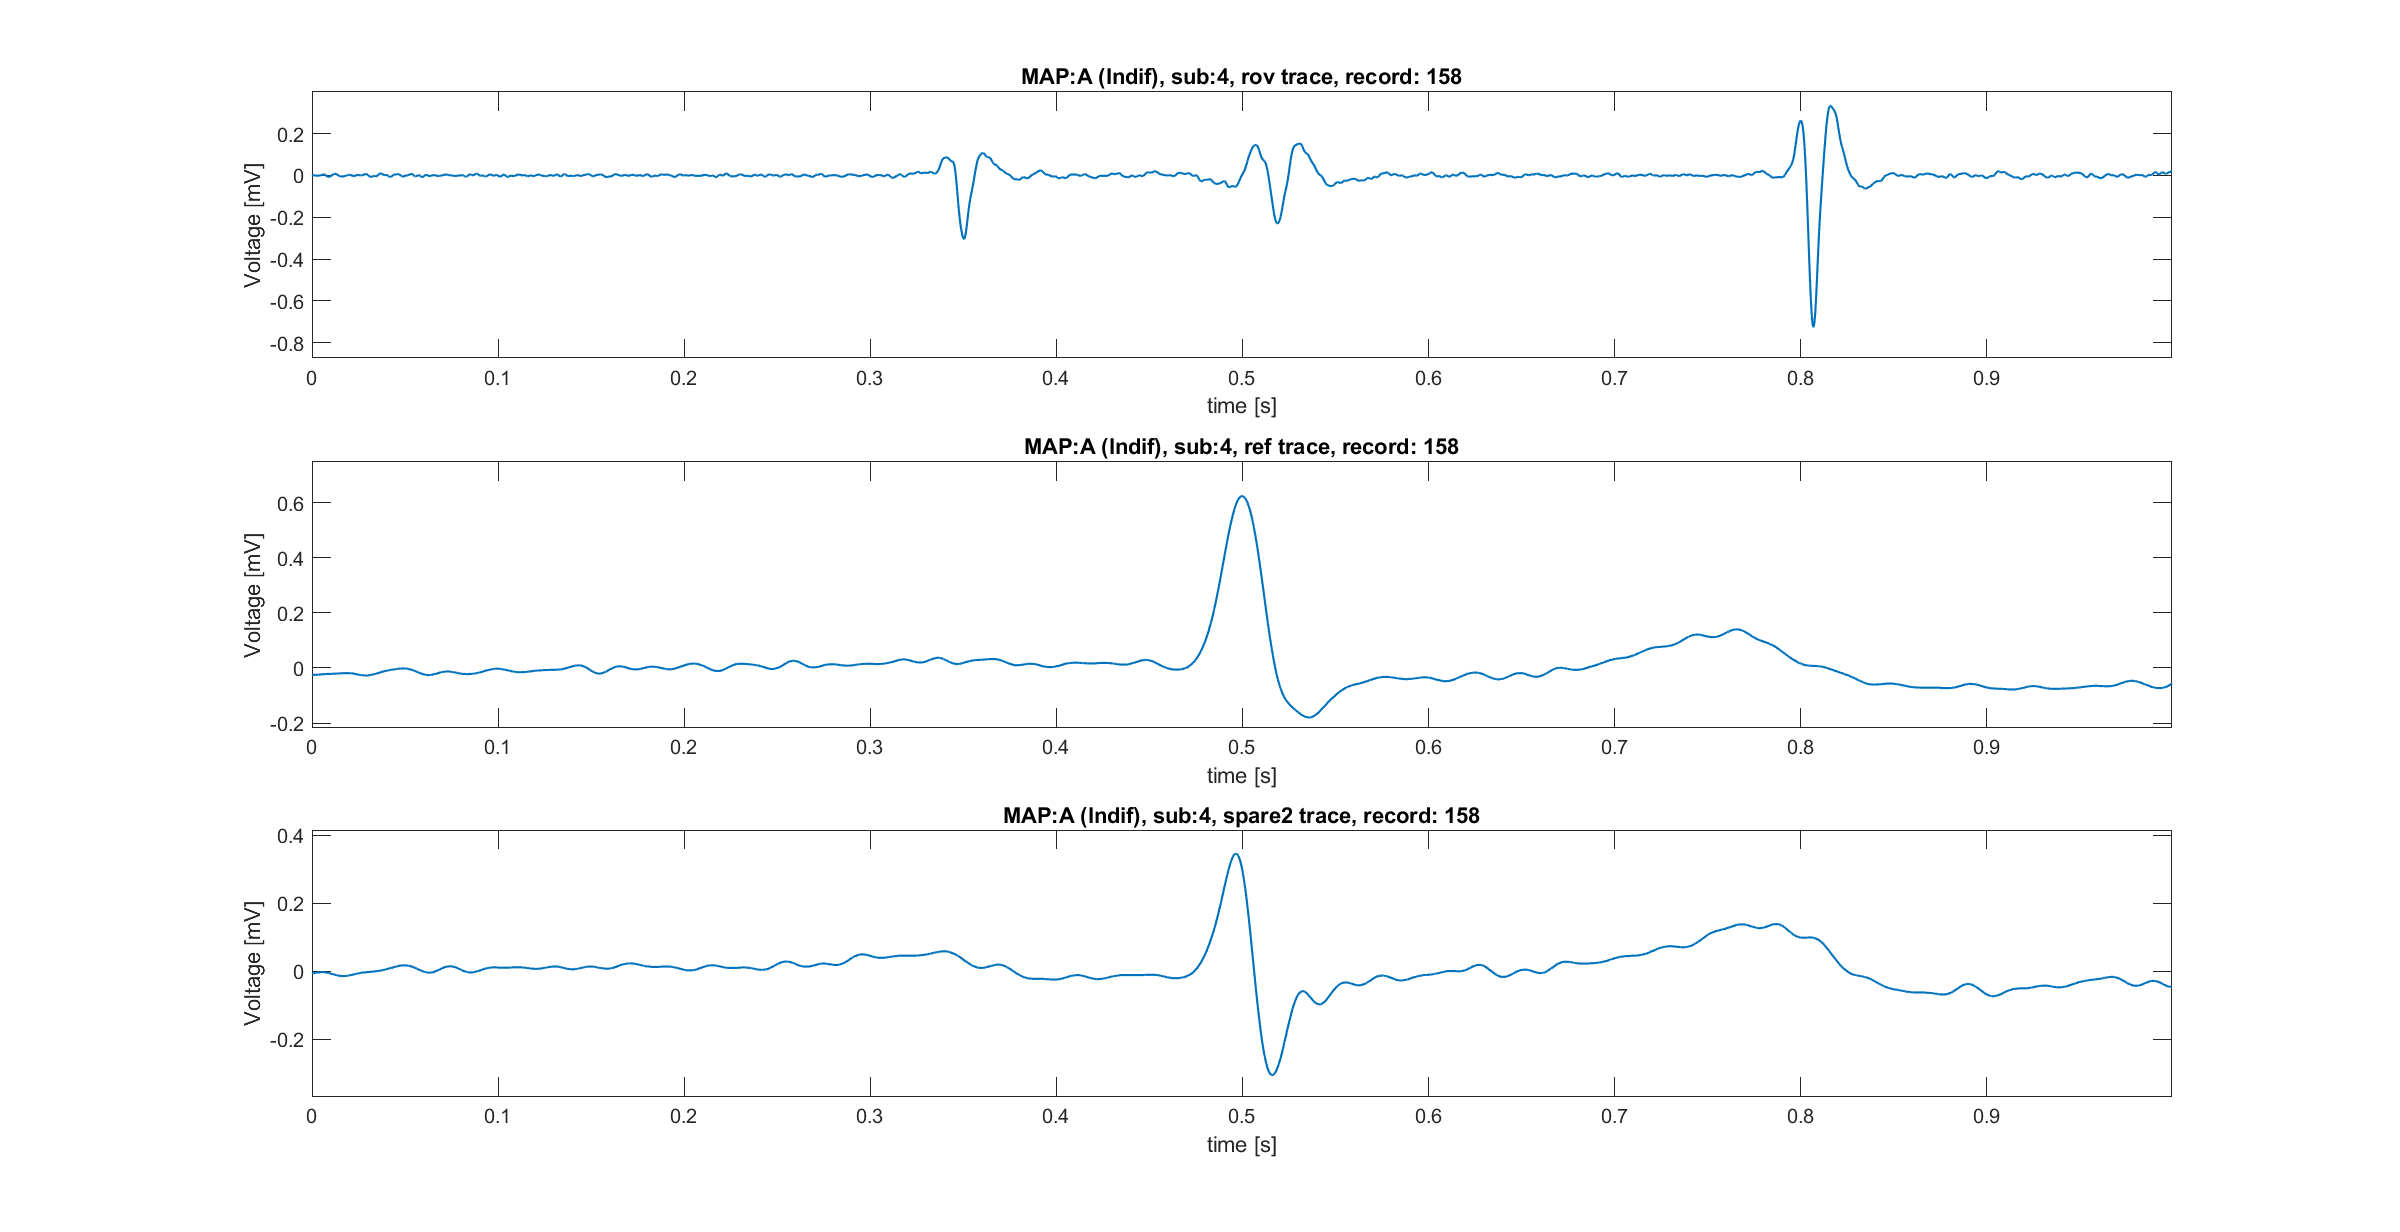 MAP:A (Indif), sub:4, rov trace, record: 158
Voltage [mV]
0.2
0
-0.2
-0.4
-0.6
-0.8
0 0.1 0.2 0.3 0.4 0.5 0.6 0.7 0.8 0.9
time [s]
MAP:A (Indif), sub:4, ref trace, record: 158
Voltage [mV]
0.6
0.4
0.2
0
-0.2
0 0.1 0.2 0.3 0.4 0.5 0.6 0.7 0.8 0.9
time [s]
MAP:A (Indif), sub:4, spare2 trace, record: 158
Voltage [mV]
0.4
0.2
0
-0.2
0 0.1 0.2 0.3 0.4 0.5 0.6 0.7 0.8 0.9
time [s]